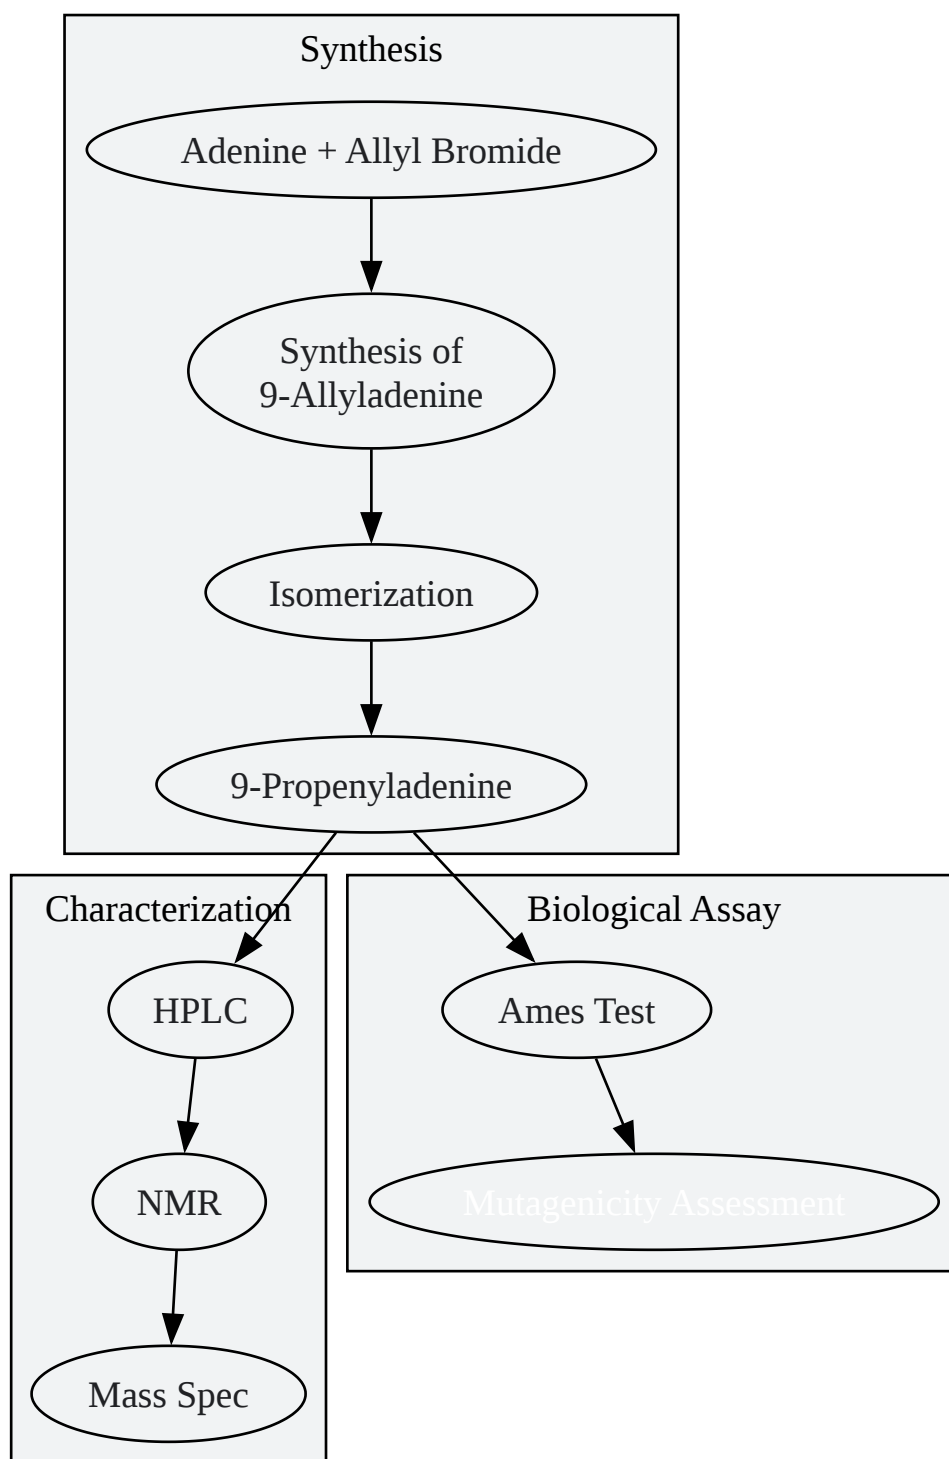 Synthesis
Adenine + Allyl Bromide
Synthesis of
9-Allyladenine
Isomerization
9-Propenyladenine
Characterization
HPLC
NMR
Mass Spec
Biological Assay
Ames Test
Mutagenicity Assessment